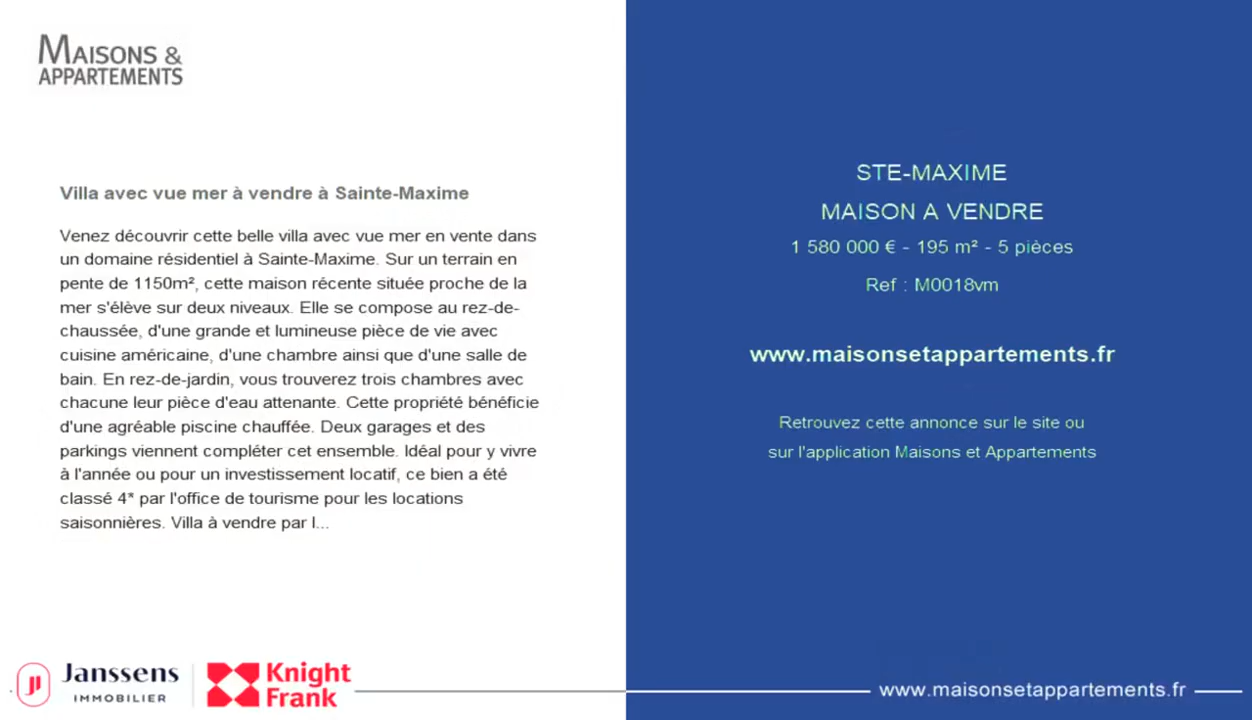 MAISONS &
APPARTEMENTS
Villa avec vue mer à vendre à Sainte-Maxime
Venez découvrir cette belle villa avec vue mer en vente dans
un domaine résidentiel à Sainte-Maxime. Sur un terrain en
pente de 1150m², cette maison récente située proche de la
mer s'élève sur deux niveaux. Elle se compose au rez-de-
chaussée, d'une grande et lumineuse pièce de vie avec
cuisine américaine, d'une chambre ainsi que d'une salle de
bain. En rez-de-jardin, vous trouverez trois chambres avec
chacune leur pièce d'eau attenante. Cette propriété bénéficie
d'une agréable piscine chauffée. Deux garages et des
parkings viennent compléter cet ensemble. Idéal pour y vivre
à l'année ou pour un investissement locatif, ce bien a été
classé 4* par l'office de tourisme pour les locations
saisonnières. Villa à vendre par l...
STE-MAXIME
MAISON A VENDRE
1 580 000 € - 195 m² - 5 pièces
Ref : M0018vm
www.maisonsetappartements.fr
Retrouvez cette annonce sur le site ou
sur l'application Maisons et Appartements
Janssens
IMMOBILIER
Knight
Frank
www.maisonsetappartements.fr